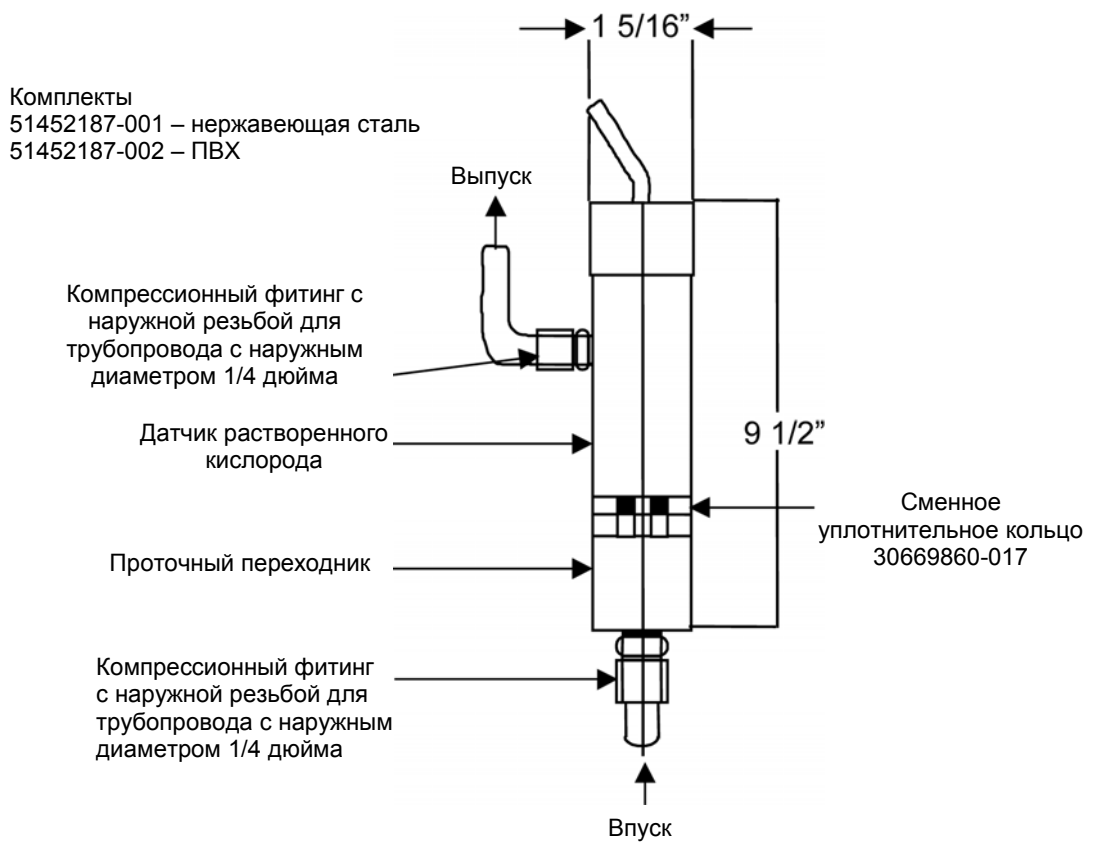 1 5/16”
Комплекты
51452187-001 – нержавеющая сталь
51452187-002 – ПВХ
Выпуск
Компрессионный фитинг с
наружной резьбой для
трубопровода с наружным
диаметром 1/4 дюйма
Датчик растворенного
кислорода
9 1/2”
Сменное
уплотнительное кольцо
30669860-017
Проточный переходник
Компрессионный фитинг
с наружной резьбой для
трубопровода с наружным
диаметром 1/4 дюйма
Впуск